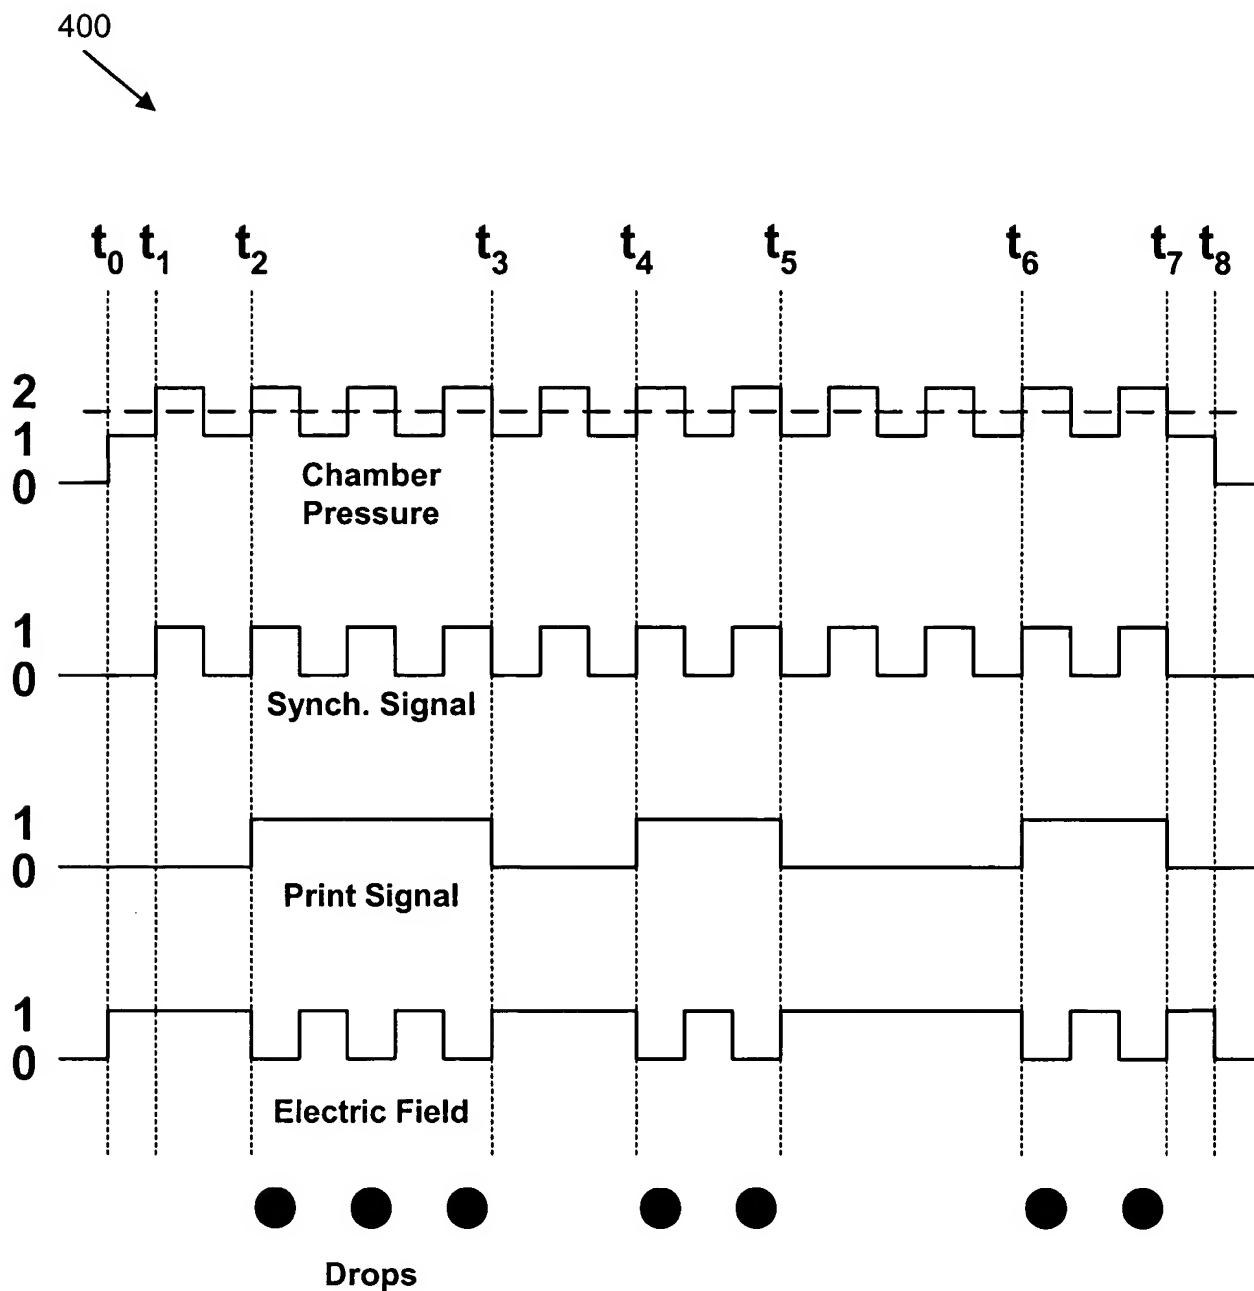 400
t0 t1 t2 t3 t4 t5 t6 t7 t8
2
1
0
Chamber
Pressure
1
0
Synch. Signal
1
0
Print Signal
1
0
Electric Field
Drops